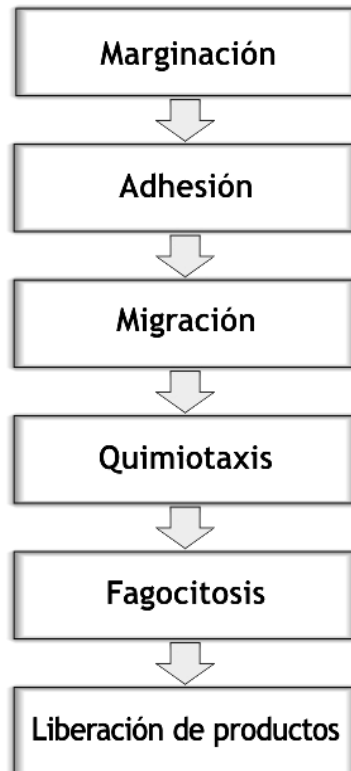 Marginación
Adhesión
Migración
Quimiotaxis
Fagocitosis
Liberación de productos